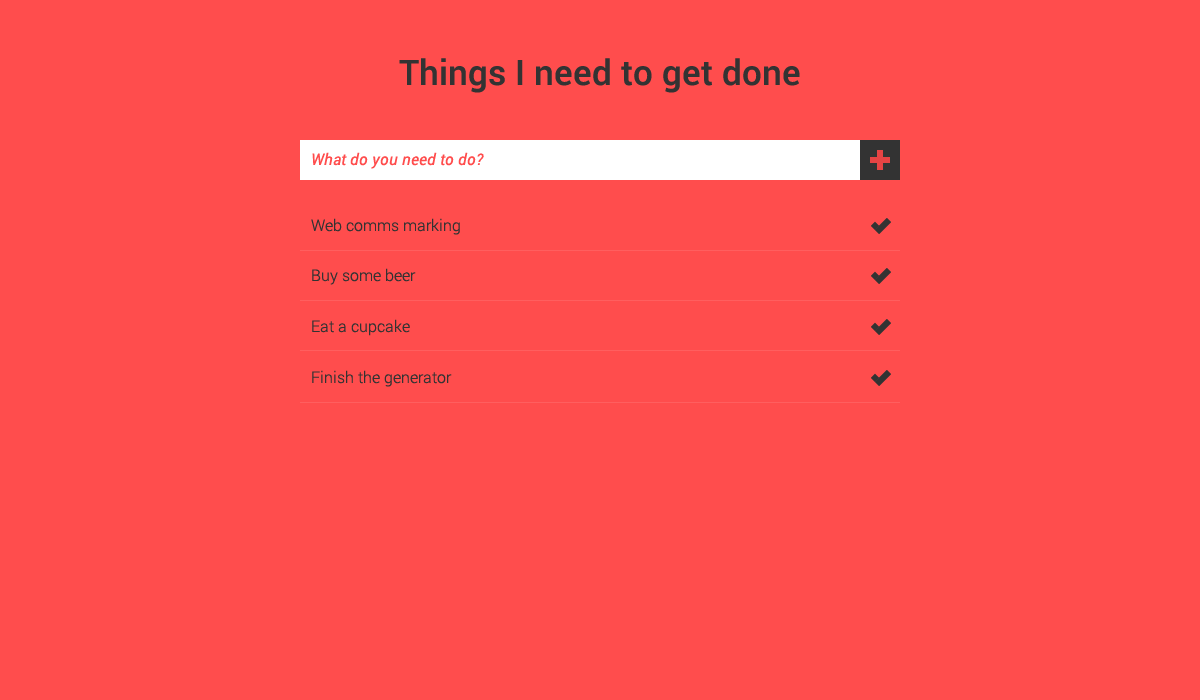 Things I need to get done
What do you need to do?
Web comms marking
Buy some beer
Eat a cupcake
Finish the generator